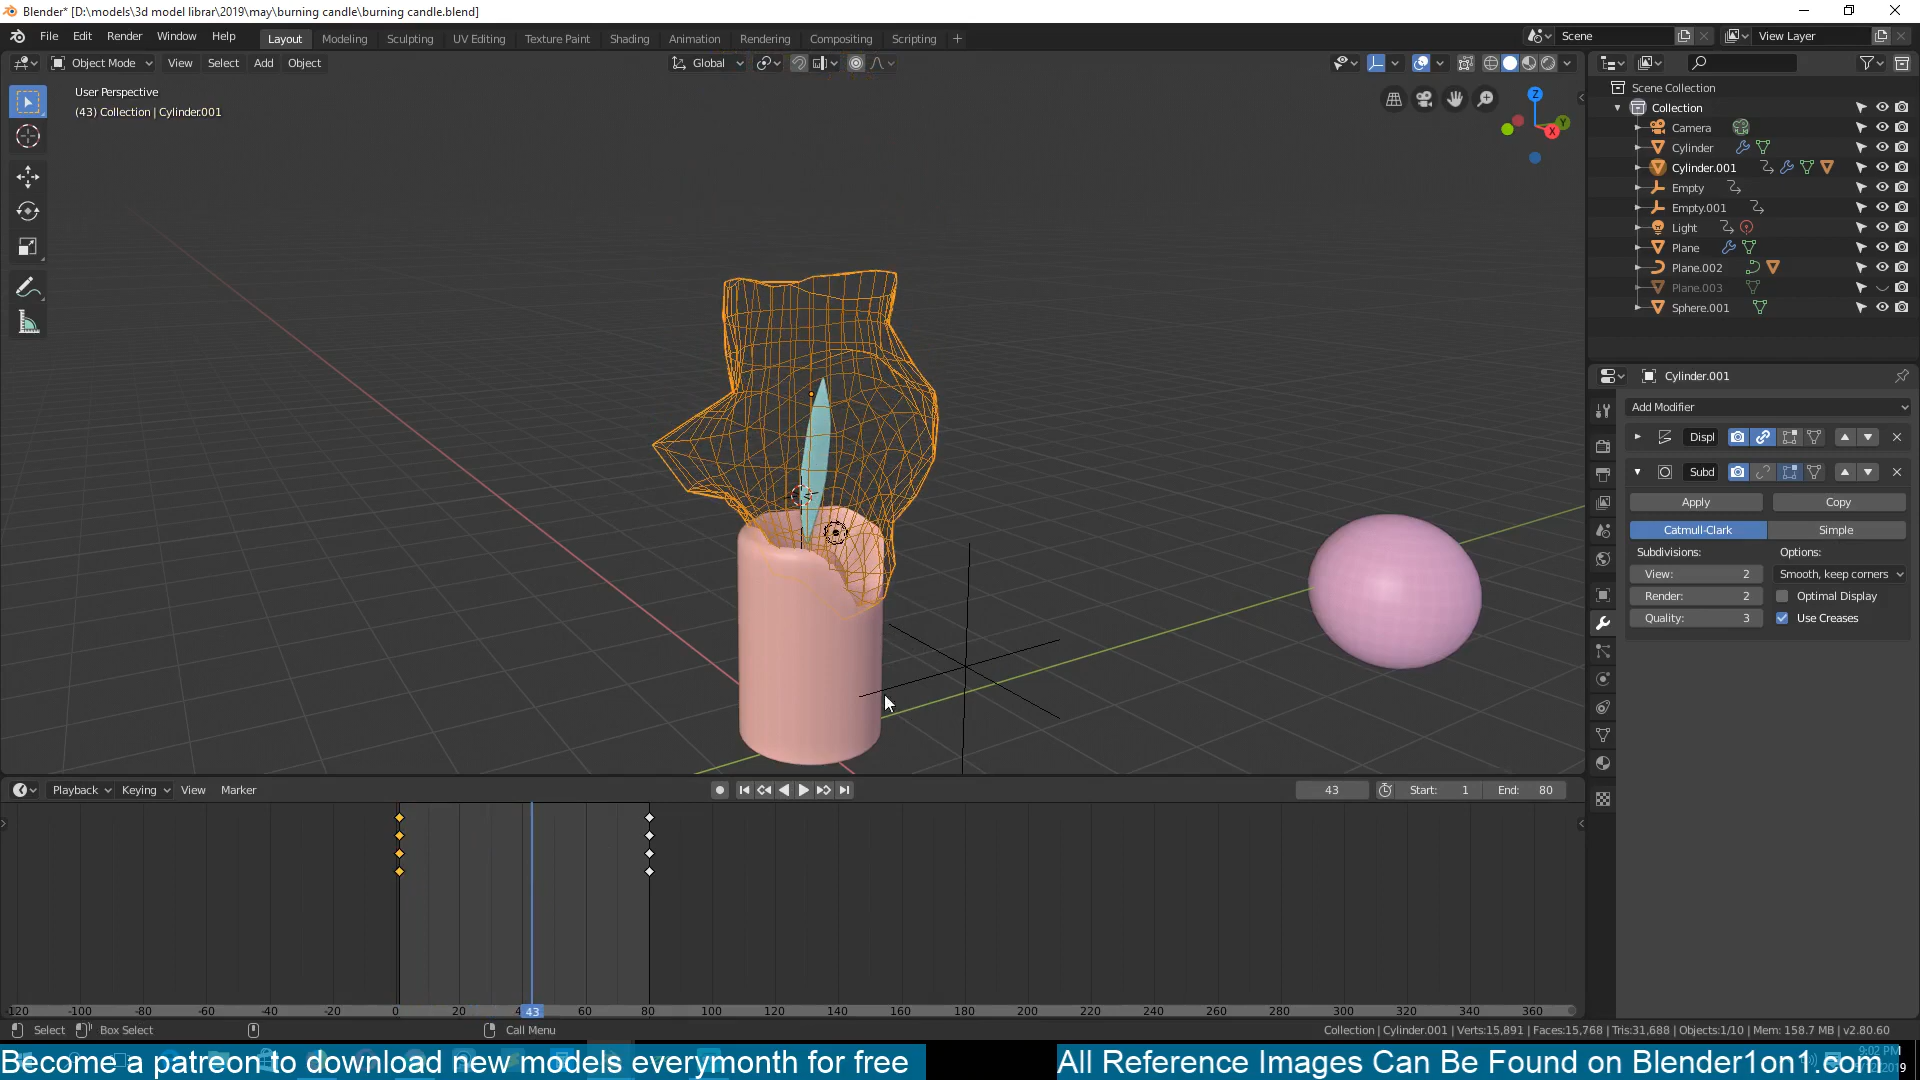 Blender* [D:\models\3d model librar\2019\may\burning candle\burning candle.blend]
File Edit Render Window Help Layout Modeling Sculpting UV Editing Texture Paint Shading Animation Rendering Compositing Scripting + Scene View Layer
Object Mode View Select Add Object Global
User Perspective
(43) Collection | Cylinder.001
Z
Y
X
Scene Collection
Collection
Camera
Cylinder
Cylinder.001
Empty
Empty.001
Light
Plane
Plane.002
Plane.003
Sphere.001
Cylinder.001
Add Modifier
Displ
Subd
Apply Copy
Catmull-Clark Simple
Subdivisions: Options:
View: 2 Smooth, keep corners
Render: 2 Optimal Display
Quality: 3 Use Creases
Playback Keying View Marker 43 Start: 1 End: 80
-120 -100 -80 -60 -40 -20 0 20 4 43 60 80 100 120 140 160 180 200 220 240 260 280 300 320 340 360
Select Box Select Call Menu Collection | Cylinder.001 | Verts:15,891 | Faces:15,768 | Tris:31,688 | Objects:1/10 | Mem: 158.7 MB | v2.80.60
Become a patreon to download new models everymonth for free All Reference Images Can Be Found on Blender1on1.com
9:02 PM